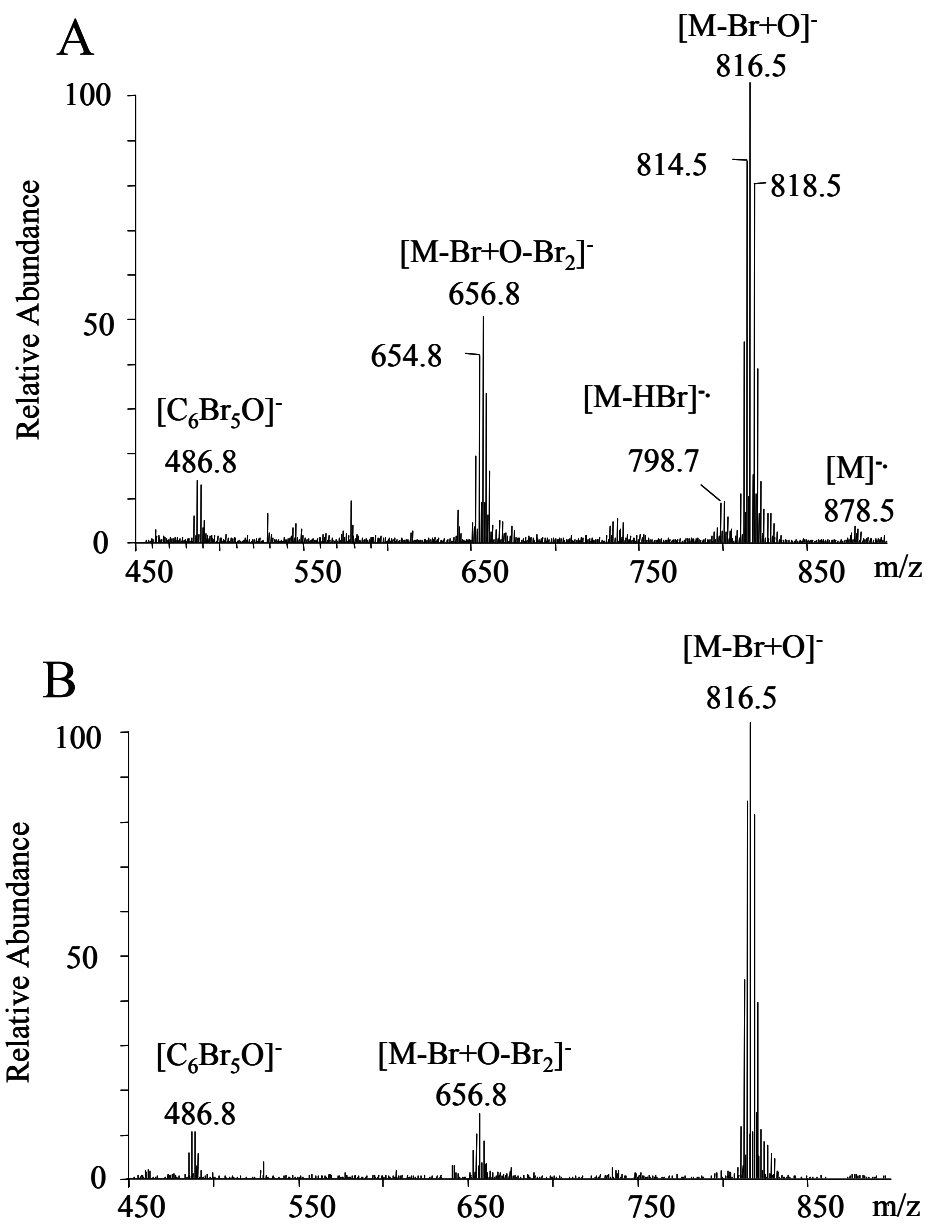 A
[M-Br+O]-
816.5
100
814.5
818.5
[M-Br+O-Br2]-
656.8
50
654.8
[M-HBr]-·
[C6Br5O]-
486.8
798.7
[M]-·
878.5
0
450
550
650
750
850
m/z
Relative Abundance
B
[M-Br+O]-
816.5
100
50
[C6Br5O]-
486.8
[M-Br+O-Br2]-
656.8
0
450
550
650
750
850
m/z
Relative Abundance